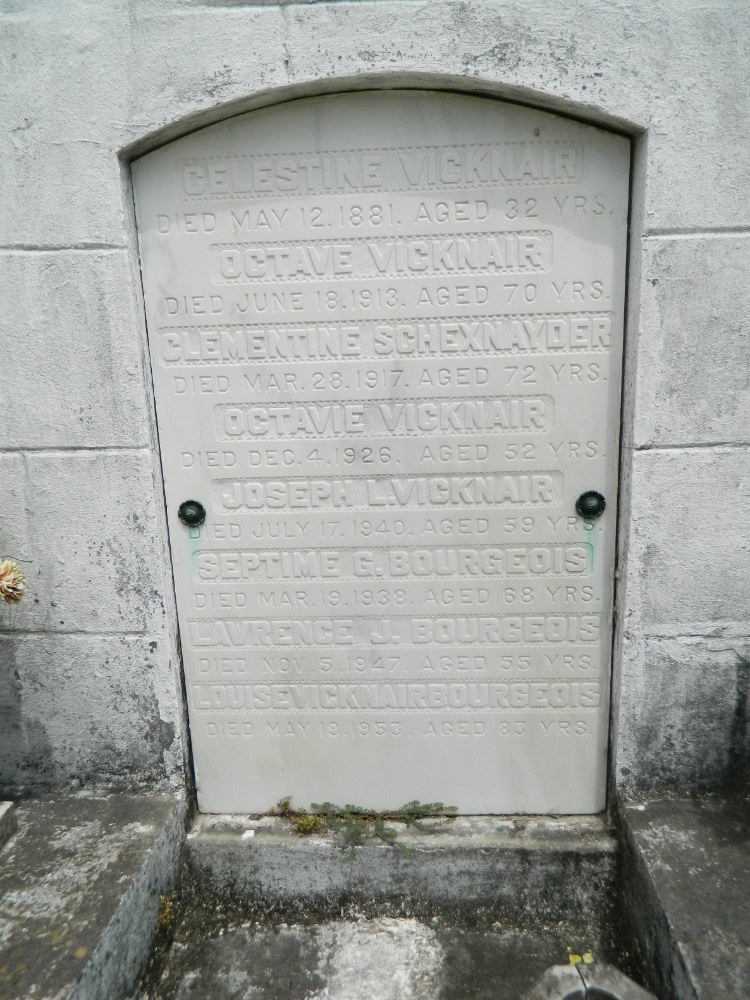 CELESTINE VICKNAIR
DIED MAY 12.1881. AGED 32 YRS.
OCTAVE VICKNAIR
DIED JUNE 18.1913. AGED 70 YRS.
CLEMENTINE SCHEXNAYDER
DIED MAR. 28.1917. AGED 72 YRS.
OCTAVIE VICKNAIR
DIED DEC. 4.1926. AGED 52 YRS.
JOSEPH L.VICKNAIR
DIED JULY 17.1940. AGED 59 YRS.
SEPTIME G.BOURGEOIS
DIED MAR.19.1938. AGED 68 YRS.
LAVRENCE J. BOURGEOIS
DIED NOV.5.1947. AGED 55 YRS.
LOUISEVICKNAIRBOURGEOIS
DIED MAY 19.1953. AGED 83 YRS.